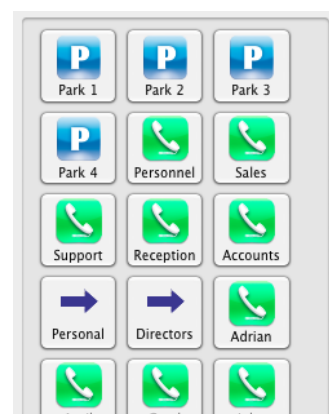 P P P
Park 1 Park 2 Park 3
P
Park 4 Personnel Sales
Support Reception Accounts
Personal Directors Adrian